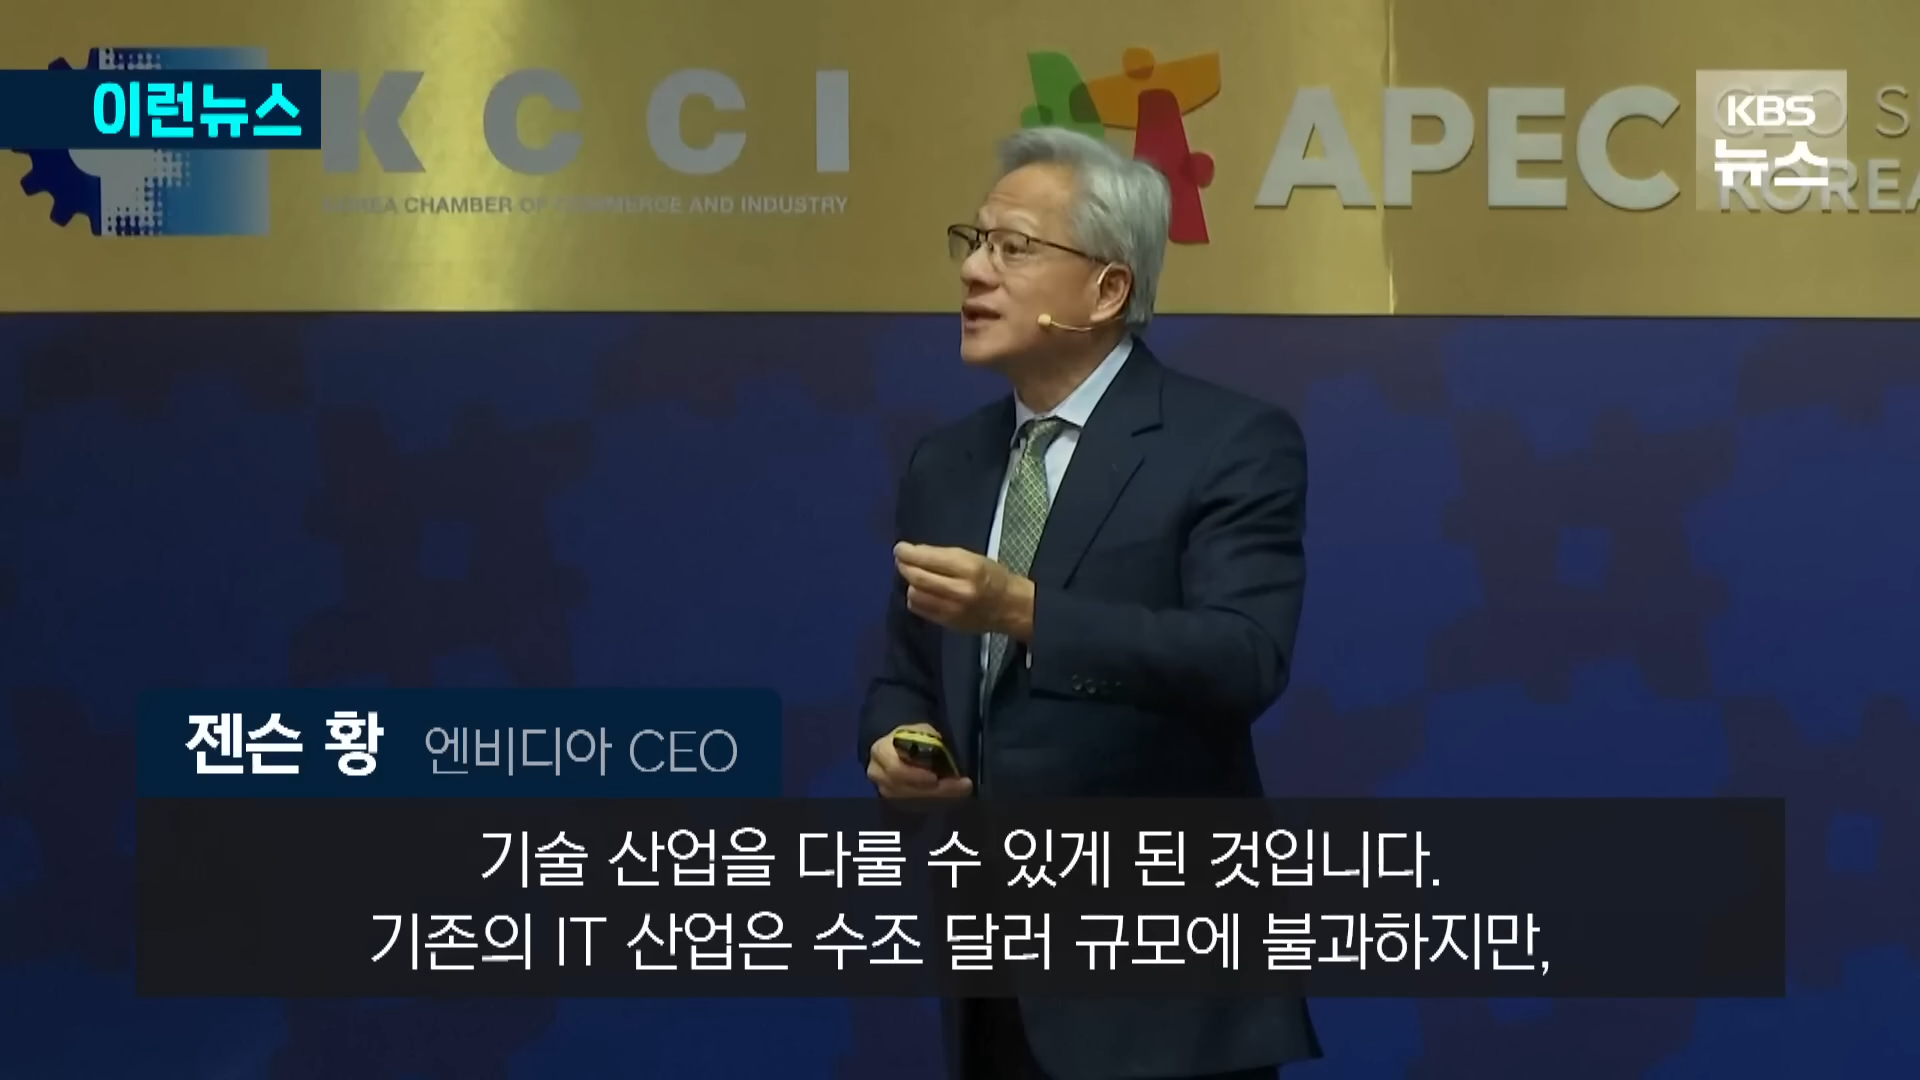 이런뉴스
KCCI
KOREA CHAMBER OF COMMERCE AND INDUSTRY
APEC
CEO S
KOREA
KBS
뉴스
젠슨 황 엔비디아 CEO
기술 산업을 다룰 수 있게 된 것입니다.
기존의 IT 산업은 수조 달러 규모에 불과하지만,